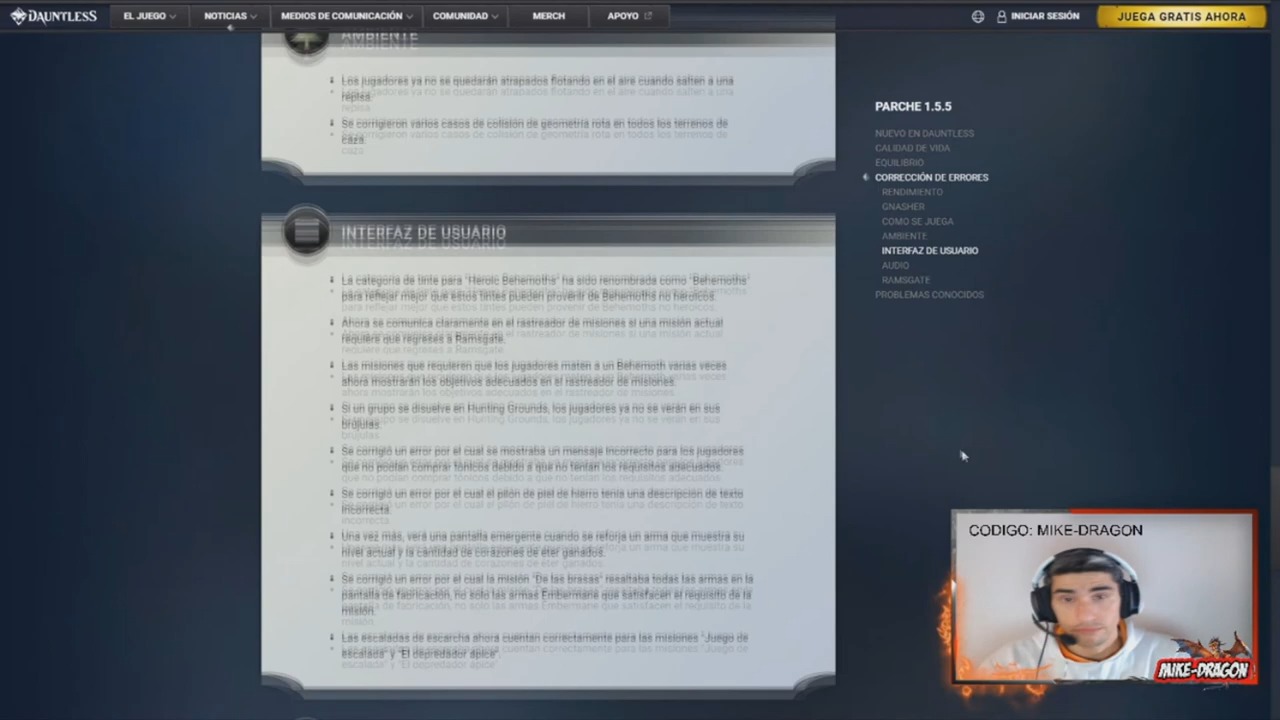 DAUNTLESS
EL JUEGO
NOTICIAS
MEDIOS DE COMUNICACIÓN
COMUNIDAD
MERCH
APOYO
INICIAR SESIÓN
JUEGA GRATIS AHORA
AMBIENTE
Los jugadores ya no se quedarán atrapados flotando en el aire cuando salten a una
repisa.
Se corrigieron varios casos de colisión de geometría rota en todos los terrenos de
caza.
INTERFAZ DE USUARIO
La categoría de tinte para "Heroic Behemoths" ha sido renombrada como "Behemoths"
para reflejar mejor que estos tintes pueden provenir de Behemoths no heroicos.
Ahora se comunica claramente en el rastreador de misiones si una misión actual
requiere que regreses a Ramsgate.
Las misiones que requieren que los jugadores maten a un Behemoth varias veces
ahora mostrarán los objetivos adecuados en el rastreador de misiones.
Si un grupo se disuelve en Hunting Grounds, los jugadores ya no se verán en sus
brújulas.
Se corrigió un error por el cual se mostraba un mensaje incorrecto para los jugadores
que no podían comprar tónicos debido a que no tenían los requisitos adecuados.
Se corrigió un error por el cual el pilón de piel de hierro tenía una descripción de texto
incorrecta.
Una vez más, verá una pantalla emergente cuando se reforja un arma que muestra su
nivel actual y la cantidad de corazones de éter ganados.
Se corrigió un error por el cual la misión "De las brasas" resaltaba todas las armas en la
pantalla de fabricación, no solo las armas Embermane que satisfacen el requisito de la
misión.
Las escaladas de escarcha ahora cuentan correctamente para las misiones "Juego de
escalada" y "El depredador ápice".
PARCHE 1.5.5
NUEVO EN DAUNTLESS
CALIDAD DE VIDA
EQUILIBRIO
CORRECCIÓN DE ERRORES
RENDIMIENTO
GNASHER
COMO SE JUEGA
AMBIENTE
INTERFAZ DE USUARIO
AUDIO
RAMSGATE
PROBLEMAS CONOCIDOS
CODIGO: MIKE-DRAGON
MIKE-DRAGON